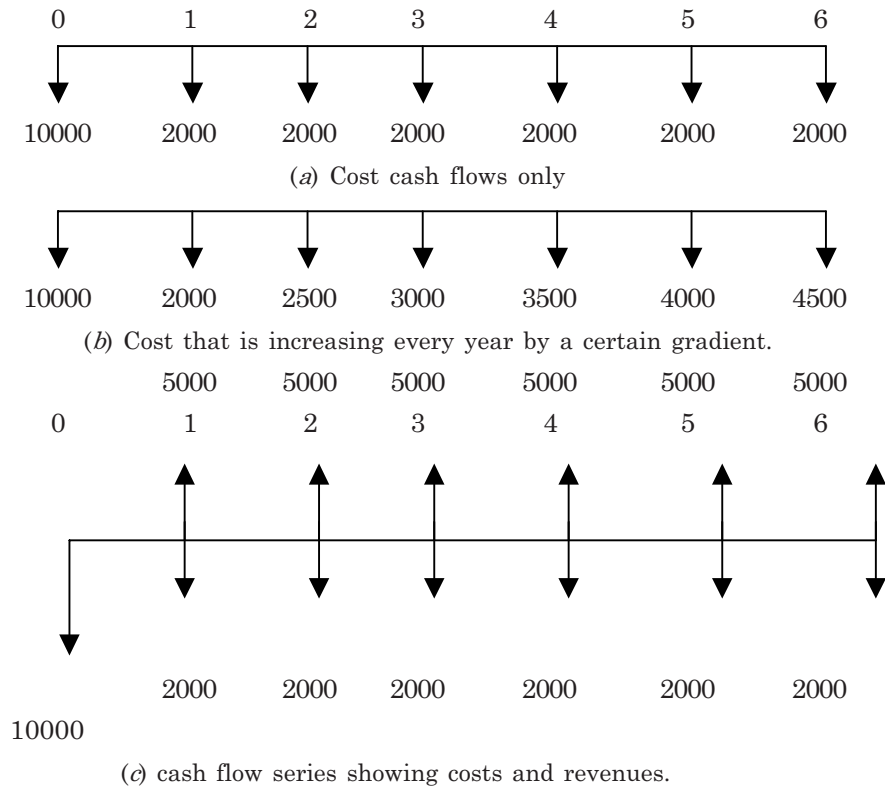 0 1 2 3 4 5 6
10000 2000 2000 2000 2000 2000 2000
(a) Cost cash flows only
10000 2000 2500 3000 3500 4000 4500
(b) Cost that is increasing every year by a certain gradient.
5000 5000 5000 5000 5000 5000
0 1 2 3 4 5 6
2000 2000 2000 2000 2000 2000
10000
(c) cash flow series showing costs and revenues.